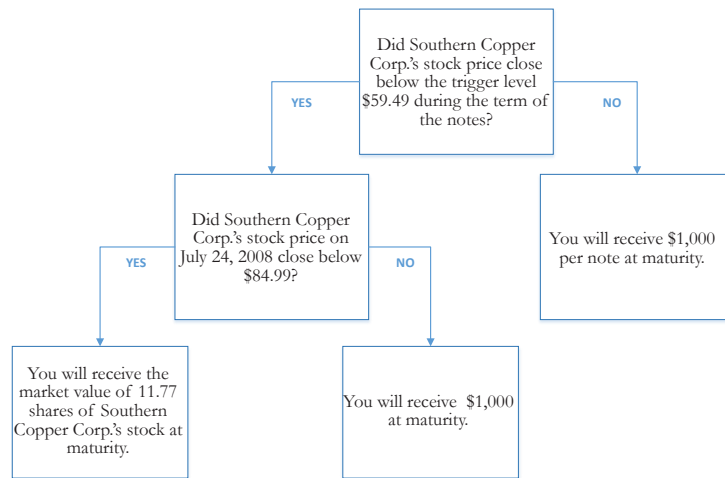 Did Southern Copper
Corp.'s stock price close
below the trigger level
$59.49 during the term of
the notes?
YES
NO
Did Southern Copper
Corp.'s stock price on
July 24, 2008 close below
$84.99?
You will receive $1,000
per note at maturity.
YES
NO
You will receive the
market value of 11.77
shares of Southern
Copper Corp.'s stock at
maturity.
You will receive $1,000
at maturity.